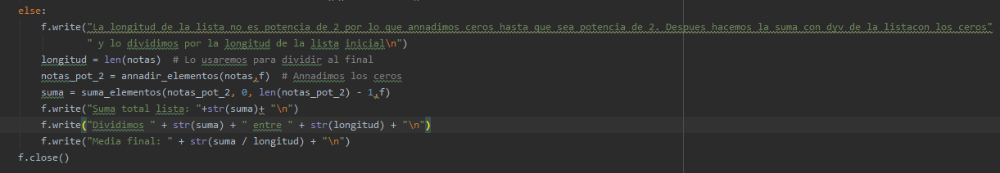 else:
f.write("La longitud de la lista no es potencia de 2 por lo que annadimos ceros hasta que sea potencia de 2. Despues hacemos la suma con dyv de la listacon los ceros"
" y lo dividimos por la longitud de la lista inicial\n")
longitud = len(notas)  # Lo usaremos para dividir al final
notas_pot_2 = annadir_elementos(notas,f)  # Annadimos los ceros
suma = suma_elementos(notas_pot_2, 0, len(notas_pot_2) - 1,f)
f.write("Suma total lista: "+str(suma)+ "\n")
f.write("Dividimos " + str(suma) + " entre " + str(longitud) + "\n")
f.write("Media final: " + str(suma / longitud) + "\n")
f.close()